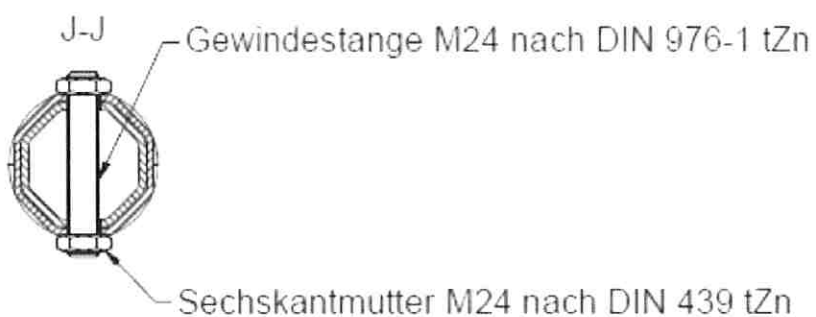 J-J
Gewindestange M24 nach DIN 976-1 tZn
Sechskantmutter M24 nach DIN 439 tZn